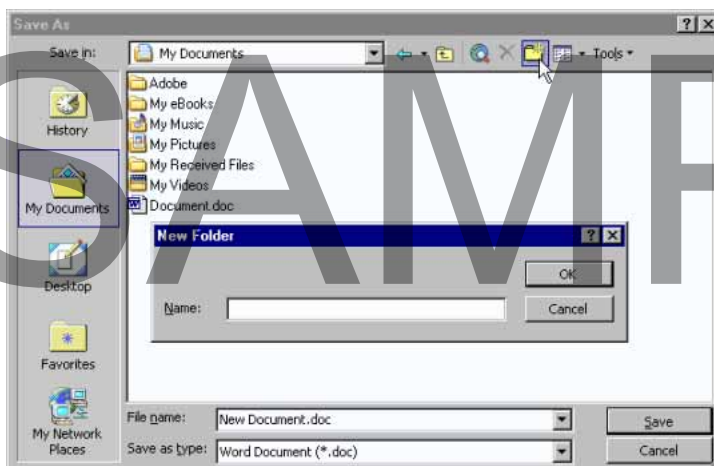 Save As
Save in: My Documents Tools
Adobe
My eBooks
My Music
My Pictures
My Received Files
My Videos
Document.doc
History
My Documents
Desktop
Favorites
My Network Places
New Folder
OK
Name: Cancel
File name: New Document.doc Save
Save as type: Word Document (*.doc) Cancel
SAMP